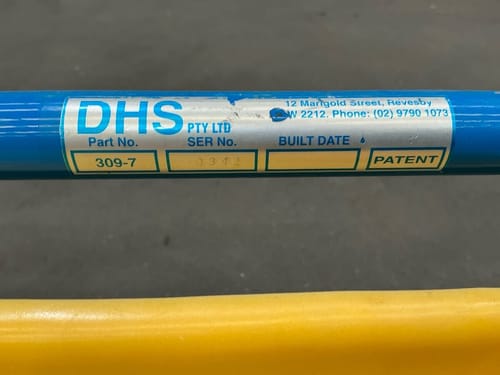 DHS PTY LTD
12 Marigold Street, Revesby
W 2212. Phone: (02) 9790 1073
Part No. SER No. BUILT DATE
309-7 PATENT